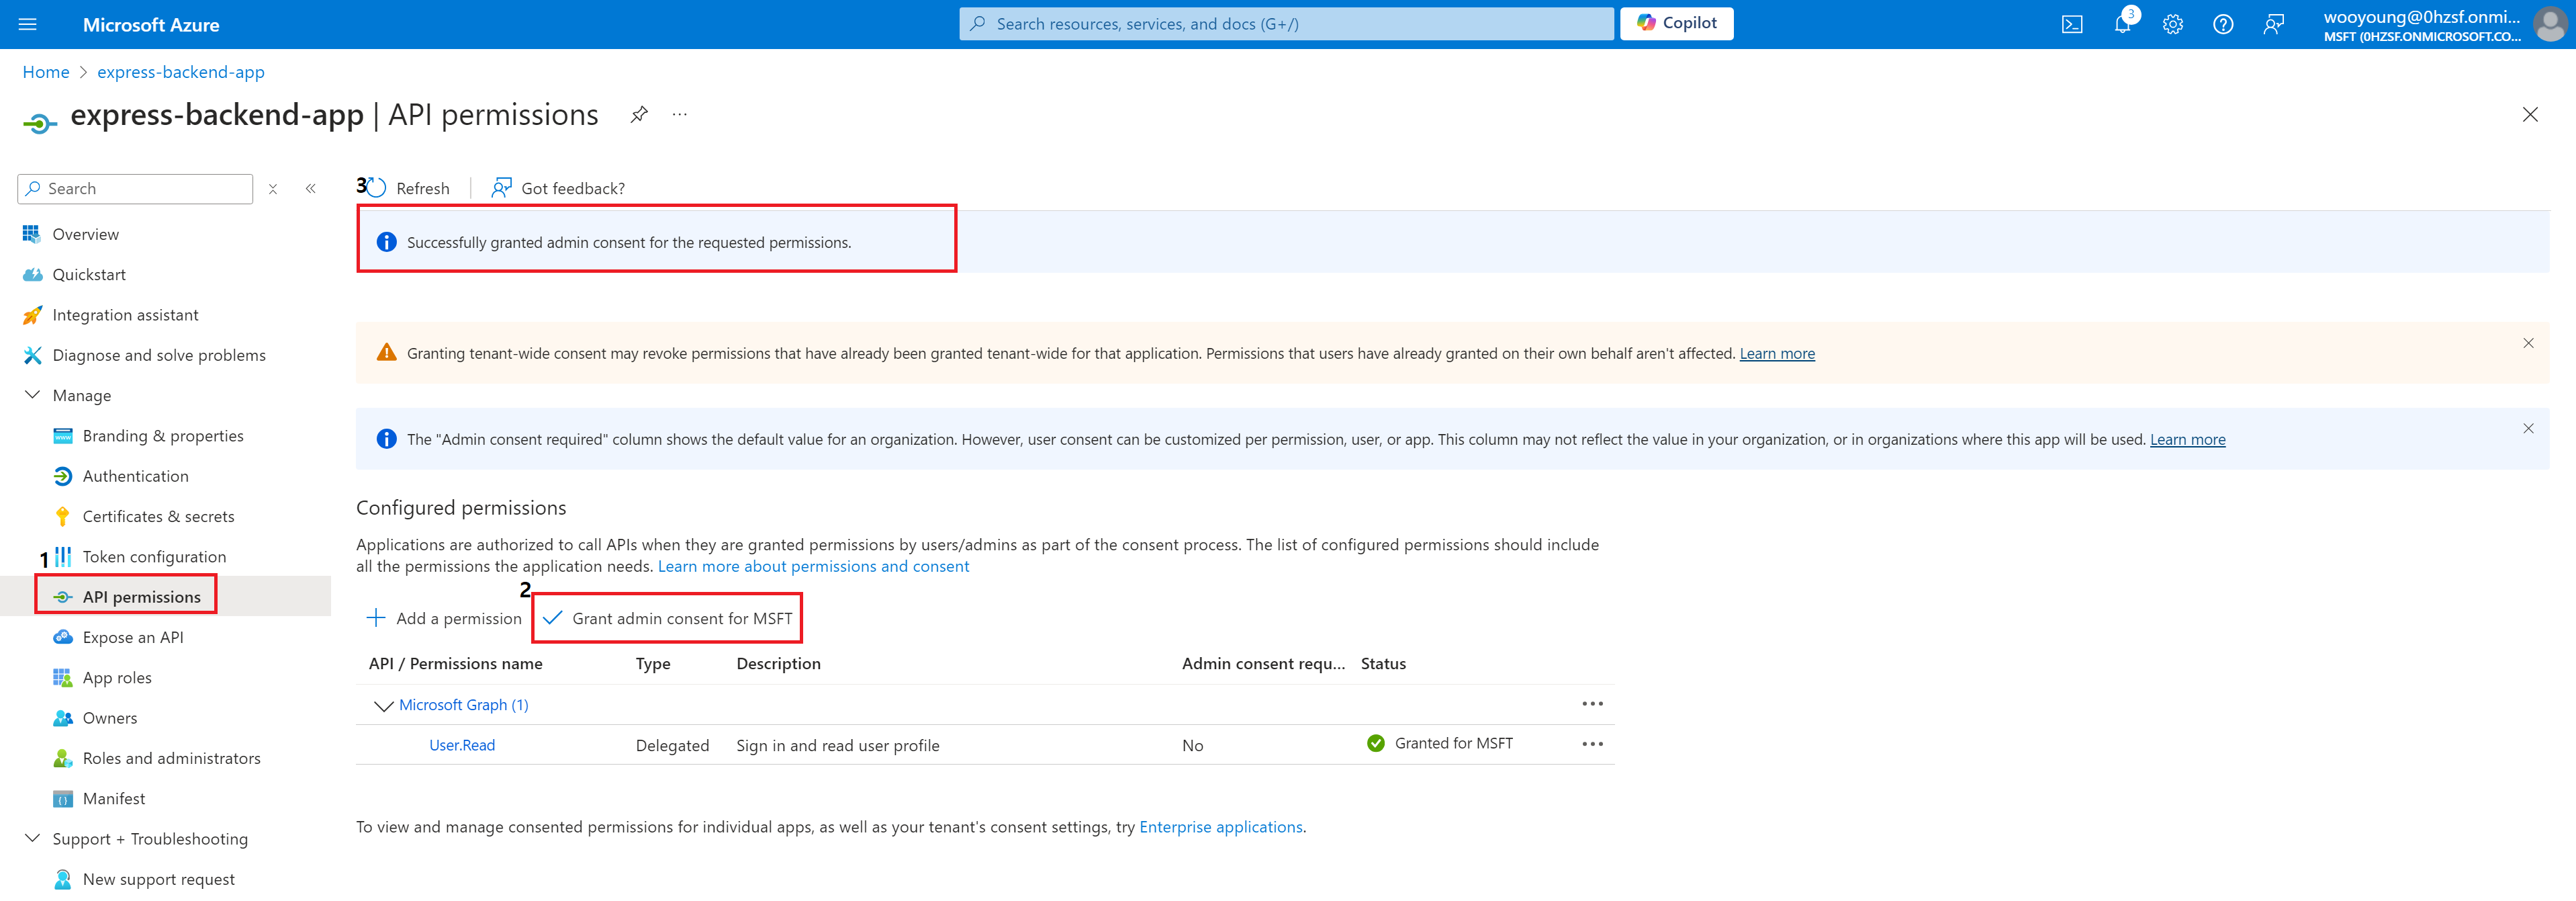 Microsoft Azure
Search resources, services, and docs (G+/)
Copilot
3
wooyoung@0hzsf.onmi...
MSFT (0HZSF.ONMICROSOFT.CO...
Home > express-backend-app
express-backend-app | API permissions
...
Search
3
Refresh
Got feedback?
Successfully granted admin consent for the requested permissions.
Overview
Quickstart
Integration assistant
Diagnose and solve problems
Manage
Branding & properties
Authentication
Certificates & secrets
1
Token configuration
API permissions
Expose an API
App roles
Owners
Roles and administrators
Manifest
Support + Troubleshooting
New support request
Granting tenant-wide consent may revoke permissions that have already been granted tenant-wide for that application. Permissions that users have already granted on their own behalf aren't affected. Learn more
The "Admin consent required" column shows the default value for an organization. However, user consent can be customized per permission, user, or app. This column may not reflect the value in your organization, or in organizations where this app will be used. Learn more
Configured permissions
Applications are authorized to call APIs when they are granted permissions by users/admins as part of the consent process. The list of configured permissions should include
all the permissions the application needs. Learn more about permissions and consent
2
Add a permission
Grant admin consent for MSFT
API / Permissions name Type Description Admin consent requ... Status
Microsoft Graph (1)
User.Read Delegated Sign in and read user profile No Granted for MSFT
To view and manage consented permissions for individual apps, as well as your tenant's consent settings, try Enterprise applications.